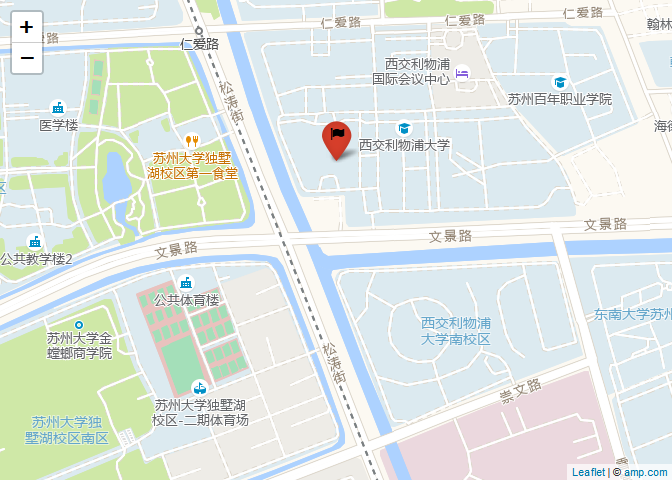 +
−
仁爱路
仁爱路
仁爱路
爱路
仁爱路
翰林
西交利物浦
国际会议中心
苏州百年职业学院
松涛街
医学楼
海德
西交利物浦大学
苏州大学独墅
湖校区第一食堂
区
文景路
文景路
文景路
公共教学楼2
公共体育楼
苏州大学金
螳螂商学院
西交利物浦
大学南校区
东南大学苏州
松涛街
崇文路
苏州大学独墅湖
校区-二期体育场
苏州大学独
墅湖校区南区
Leaflet | © amp.com